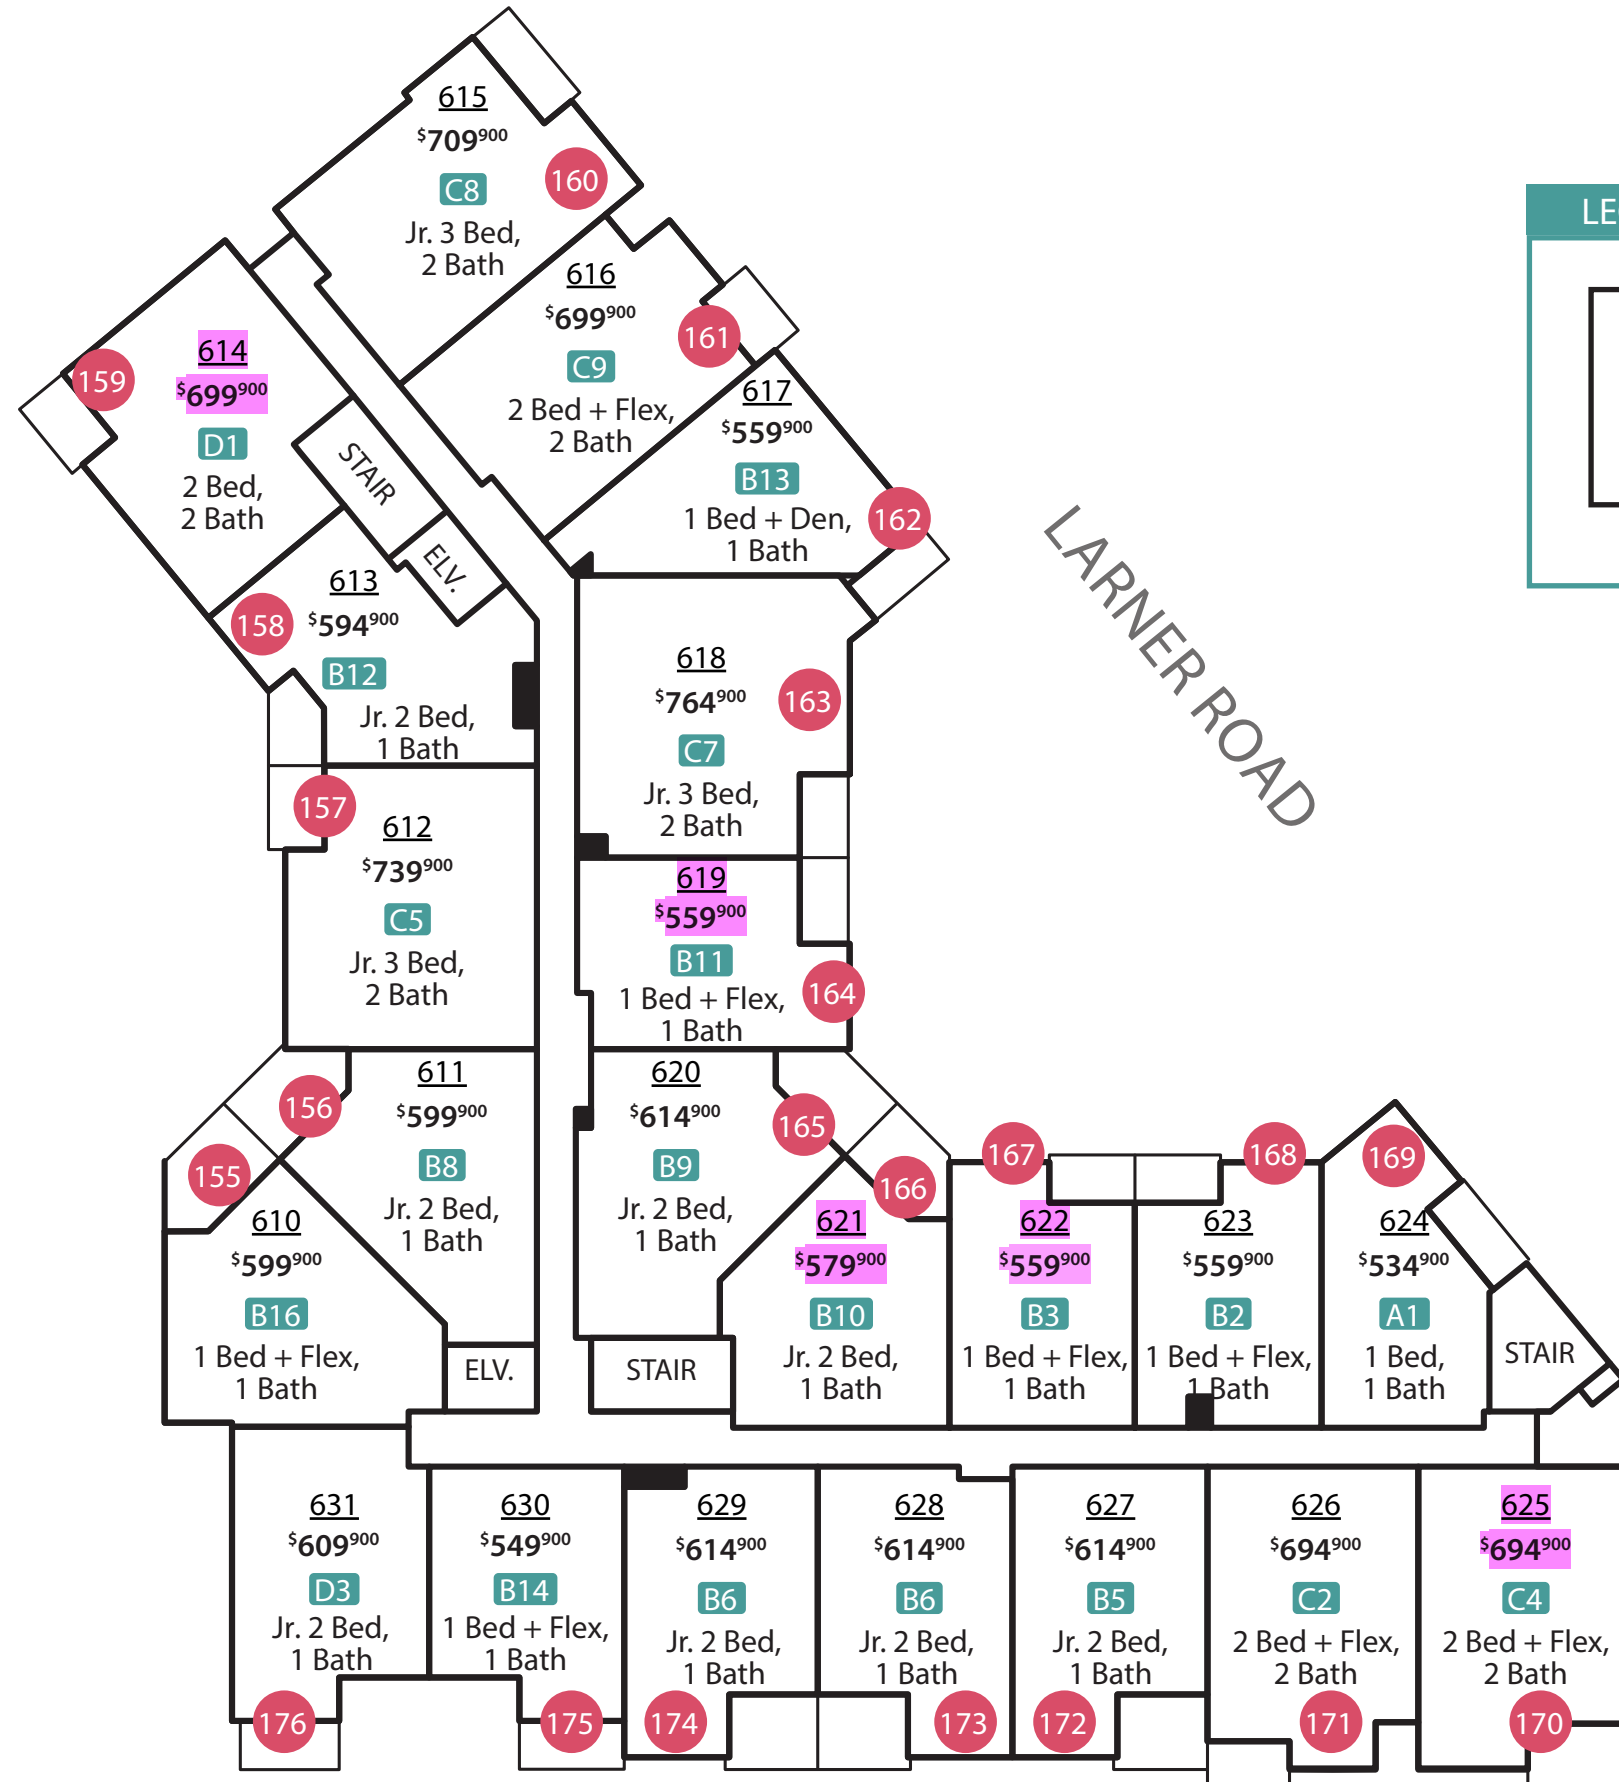 615
$709900
C8
160
Jr. 3 Bed,
2 Bath
616
$699900
C9
161
2 Bed + Flex,
2 Bath
614
$699900
D1
159
2 Bed,
2 Bath
STAIR
ELV.
617
$559900
B13
162
1 Bed + Den,
1 Bath
613
$594900
B12
158
Jr. 2 Bed,
1 Bath
618
$764900
C7
163
Jr. 3 Bed,
2 Bath
LARNER ROAD
157
612
$739900
C5
Jr. 3 Bed,
2 Bath
619
$559900
B11
164
1 Bed + Flex,
1 Bath
156
611
$599900
B8
Jr. 2 Bed,
1 Bath
155
610
$599900
B16
1 Bed + Flex,
1 Bath
ELV.
620
$614900
B9
165
Jr. 2 Bed,
1 Bath
STAIR
166
621
$579900
B10
Jr. 2 Bed,
1 Bath
167
622
$559900
B3
1 Bed + Flex,
1 Bath
168
623
$559900
B2
1 Bed + Flex,
1 Bath
169
624
$534900
A1
1 Bed,
1 Bath
STAIR
631
$609900
D3
Jr. 2 Bed,
1 Bath
176
630
$549900
B14
1 Bed + Flex,
1 Bath
175
629
$614900
B6
Jr. 2 Bed,
1 Bath
174
628
$614900
B6
Jr. 2 Bed,
1 Bath
173
627
$614900
B5
Jr. 2 Bed,
1 Bath
172
626
$694900
C2
2 Bed + Flex,
2 Bath
171
625
$694900
C4
2 Bed + Flex,
2 Bath
170